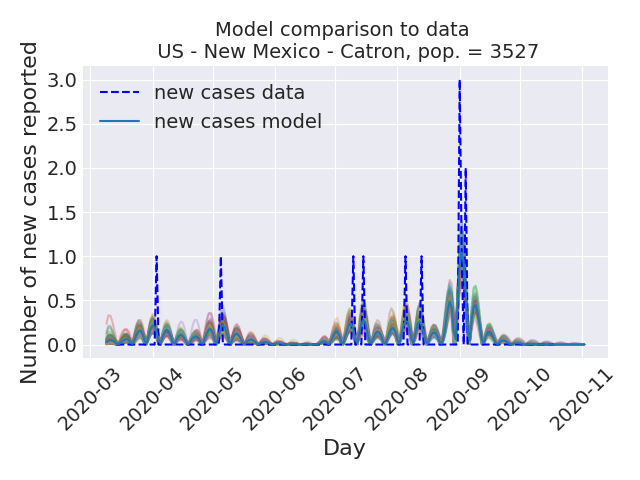 Model comparison to data
US - New Mexico - Catron, pop. = 3527
Number of new cases reported
3.0
2.5
2.0
1.5
1.0
0.5
0.0
new cases data
new cases model
2020-03
2020-04
2020-05
2020-06
2020-07
2020-08
2020-09
2020-10
2020-11
Day